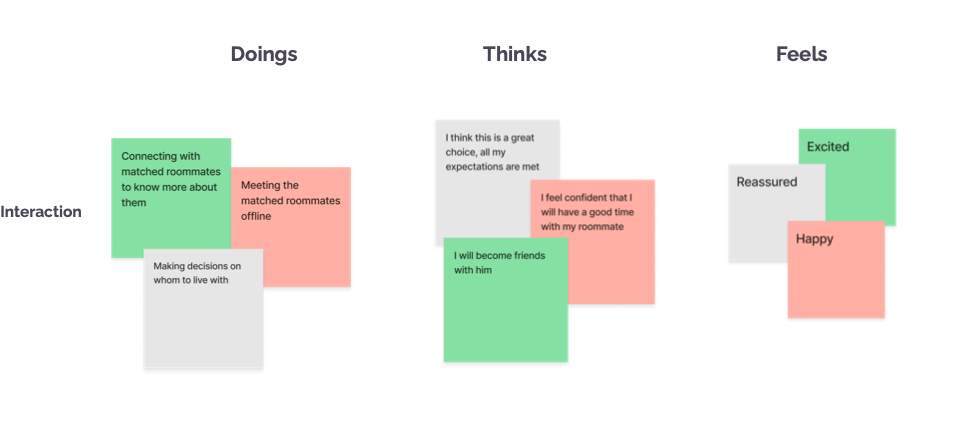 Doings
Thinks
Feels
Interaction
Connecting with
matched roommates
to know more about
them
Meeting the
matched roommates
offline
Making decisions on
whom to live with
I think this is a great
choice, all my
expectations are met
I feel confident that I
will have a good time
with my roommate
I will become friends
with him
Excited
Reassured
Happy